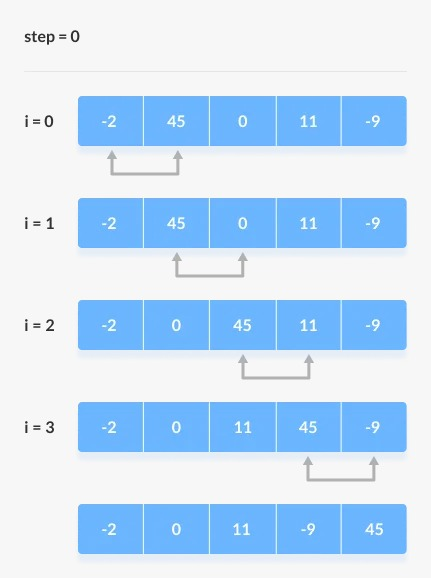 step = 0
i = 0 -2 45 0 11 -9
i = 1 -2 45 0 11 -9
i = 2 -2 0 45 11 -9
i = 3 -2 0 11 45 -9
-2 0 11 -9 45